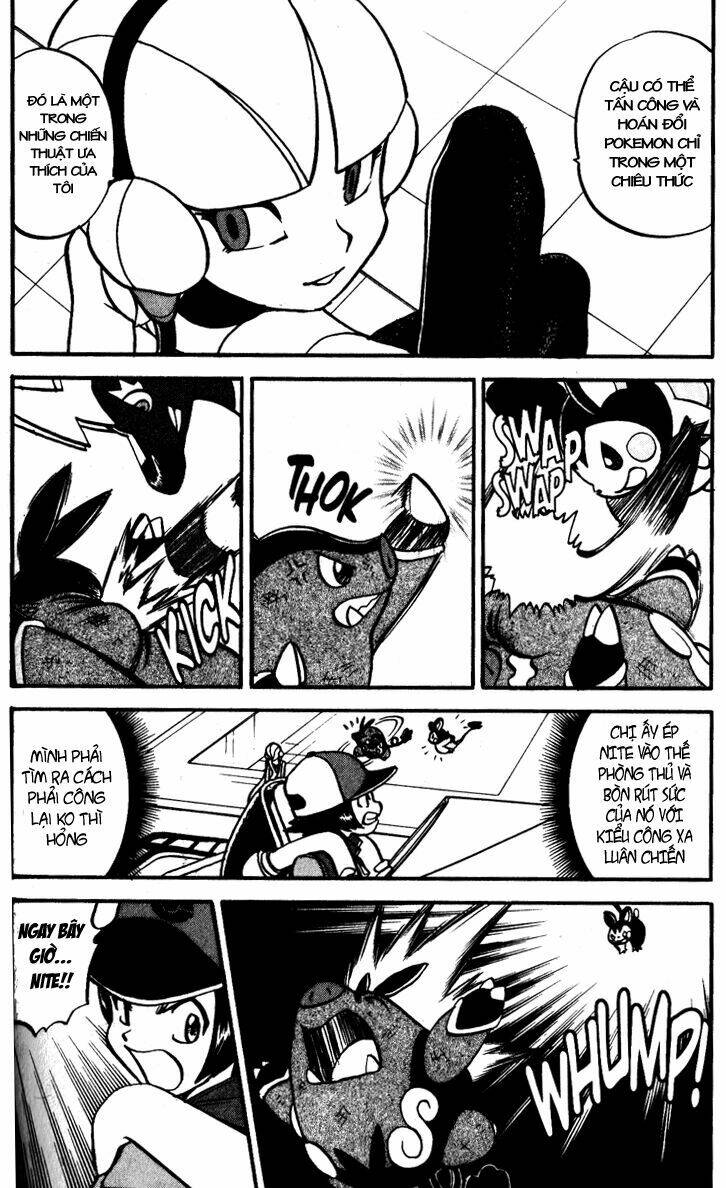 CẬU CÓ THỂ
TẤN CÔNG VÀ
HOÁN ĐỔI
POKEMON CHỈ
TRONG MỘT
CHIÊU THỨC
ĐÓ LÀ MỘT
TRONG
NHỮNG CHIẾN
THUẬT ƯA
THÍCH CỦA
TÔI
SWAP
SWAP
THOK
KICK
CHỊ ẤY ÉP
NITE VÀO THẾ
PHÒNG THỦ VÀ
BÒN RÚT SỨC
CỦA NÓ VỚI
KIỂU CÔNG XA
LUÂN CHIẾN
MÌNH PHẢI
TÌM RA CÁCH
PHẢI CÔNG
LẠI KO THÌ
HỎNG
NGAY BÂY
GIỜ...
NITE!!
WHUMP!